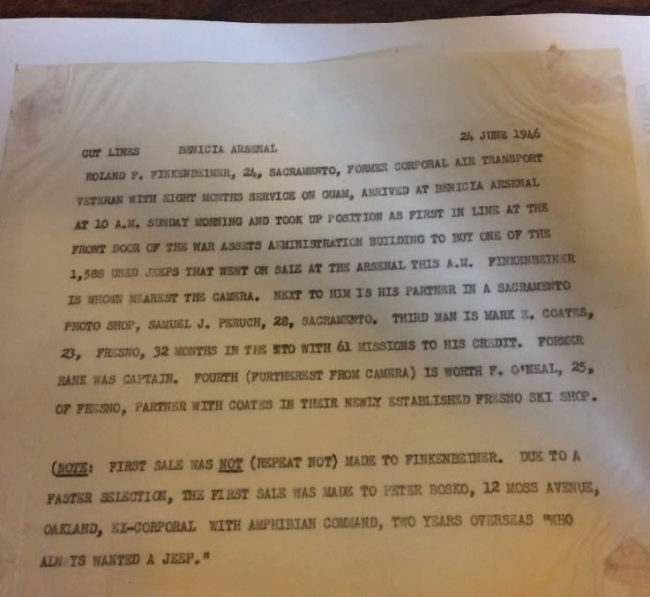 CUT LINES BENICIA ARSENAL 24 JUNE 1946
ROLAND P. FINKENBEINER, 24, SACRAMENTO, FORMER CORPORAL AIR TRANSPORT
VETERAN WITH EIGHT MONTHS SERVICE ON GUAM, ARRIVED AT BENICIA ARSENAL
AT 10 A.M. SUNDAY MORNING AND TOOK UP POSITION AS FIRST IN LINE AT THE
FRONT DOOR OF THE WAR ASSETS ADMINISTRATION BUILDING TO BUY ONE OF THE
1,588 USED JEEPS THAT WENT ON SALE AT THE ARSENAL THIS A.M. FINKENBEINER
IS WHOWN NEAREST THE CAMERA. NEXT TO HIM IS HIS PARTNER IN A SACRAMENTO
PHOTO SHOP, SAMUEL J. PERUCH, 28, SACRAMENTO. THIRD MAN IS MARK E. COATES,
23, FRESNO, 32 MONTHS IN THE ETO WITH 61 MISSIONS TO HIS CREDIT. FORMER
RANK WAS CAPTAIN. FOURTH (FURTHEREST FROM CAMERA) IS WORTH F. O'NEAL, 25,
OF FRESNO, PARTNER WITH COATES IN THEIR NEWLY ESTABLISHED FRESNO SKI SHOP.
(NOTE: FIRST SALE WAS NOT (REPEAT NOT) MADE TO FINKENBEINER. DUE TO A
FASTER SELECTION, THE FIRST SALE WAS MADE TO PETER BOSKO, 12 MOSS AVENUE,
OAKLAND, EX-CORPORAL WITH AMPHIBIAN COMMAND, TWO YEARS OVERSEAS "WHO
ALWAYS WANTED A JEEP."